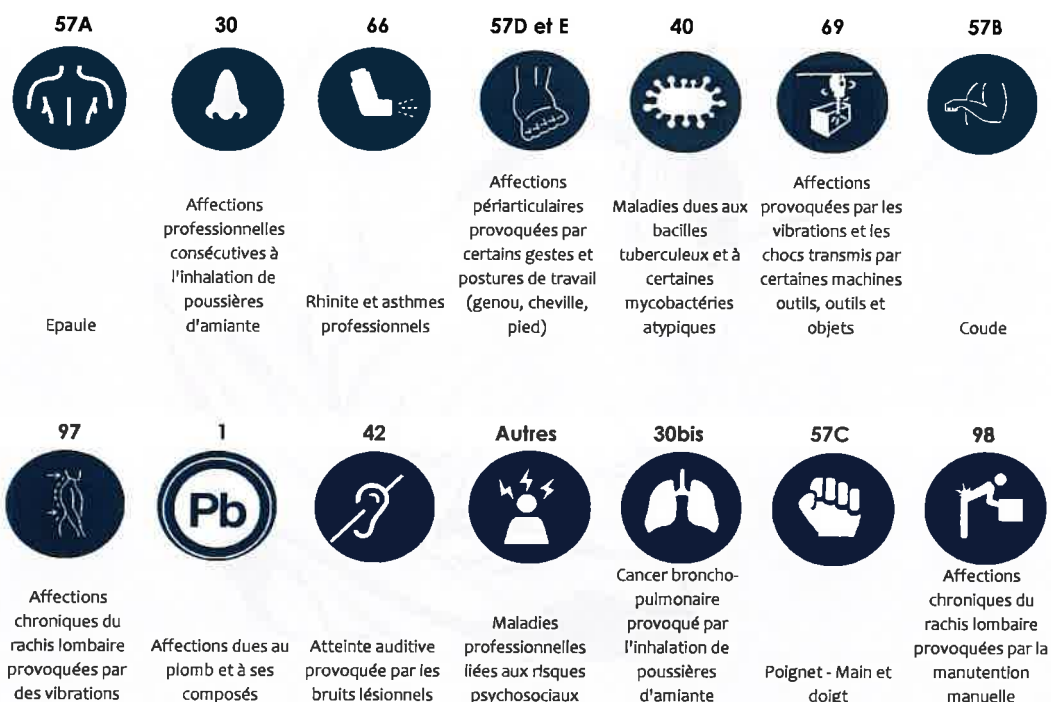 57A
30
66
57D et E
40
69
57B
Epaule
Affections
professionnelles
consécutives à
l'inhalation de
poussières
d'amiante
Rhinite et asthmes
professionnels
Affections
périarticulaires
provoquées par
certains gestes et
postures de travail
(genou, cheville,
pied)
Maladies dues aux
bacilles
tuberculeux et à
certaines
mycobactéries
atypiques
Affections
provoquées par les
vibrations et les
chocs transmis par
certaines machines
outils, outils et
objets
Coude
97
1
42
Autres
30bis
57C
98
Pb
Affections
chroniques du
rachis lombaire
provoquées par
des vibrations
Affections dues au
plomb et à ses
composés
Atteinte auditive
provoquée par les
bruits lésionnels
Maladies
professionnelles
liées aux risques
psychosociaux
Cancer broncho-
pulmonaire
provoqué par
l'inhalation de
poussières
d'amiante
Poignet - Main et
doigt
Affections
chroniques du
rachis lombaire
provoquées par la
manutention
manuelle